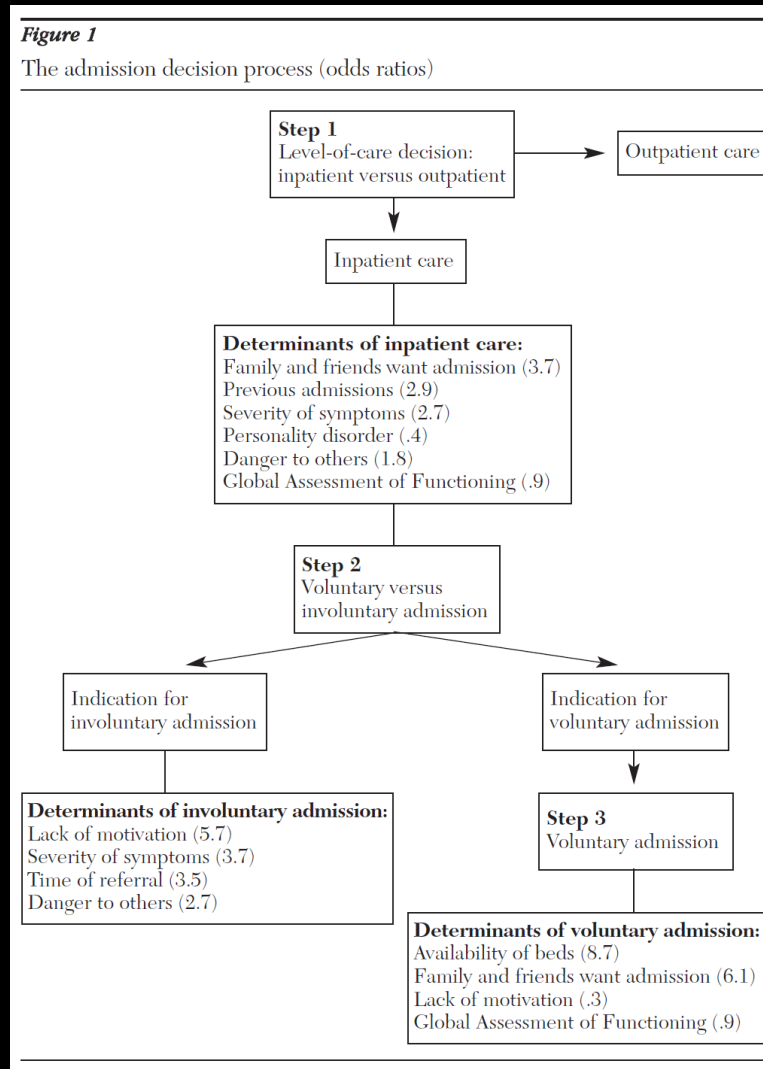 Figure 1
The admission decision process (odds ratios)
Step 1
Level-of-care decision:
inpatient versus outpatient
Outpatient care
Inpatient care
Determinants of inpatient care:
Family and friends want admission (3.7)
Previous admissions (2.9)
Severity of symptoms (2.7)
Personality disorder (.4)
Danger to others (1.8)
Global Assessment of Functioning (.9)
Step 2
Voluntary versus
involuntary admission
Indication for
involuntary admission
Indication for
voluntary admission
Determinants of involuntary admission:
Lack of motivation (5.7)
Severity of symptoms (3.7)
Time of referral (3.5)
Danger to others (2.7)
Step 3
Voluntary admission
Determinants of voluntary admission:
Availability of beds (8.7)
Family and friends want admission (6.1)
Lack of motivation (.3)
Global Assessment of Functioning (.9)